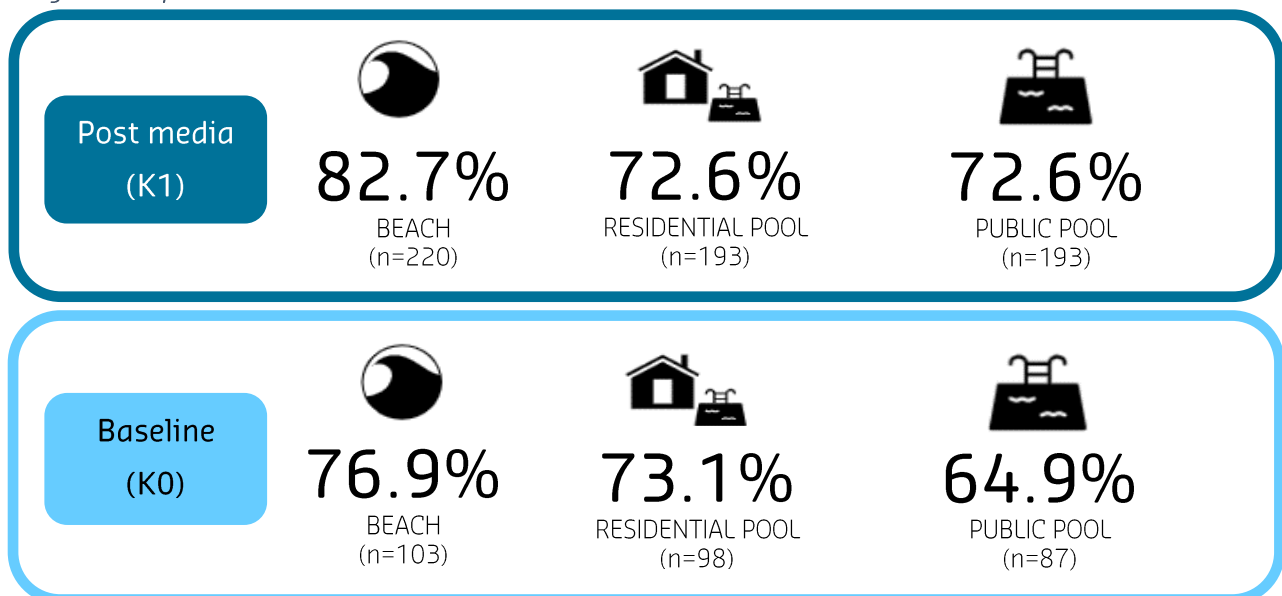 Post media
(K1)
82.7%
BEACH
(n=220)
72.6%
RESIDENTIAL POOL
(n=193)
72.6%
PUBLIC POOL
(n=193)
Baseline
(K0)
76.9%
BEACH
(n=103)
73.1%
RESIDENTIAL POOL
(n=98)
64.9%
PUBLIC POOL
(n=87)